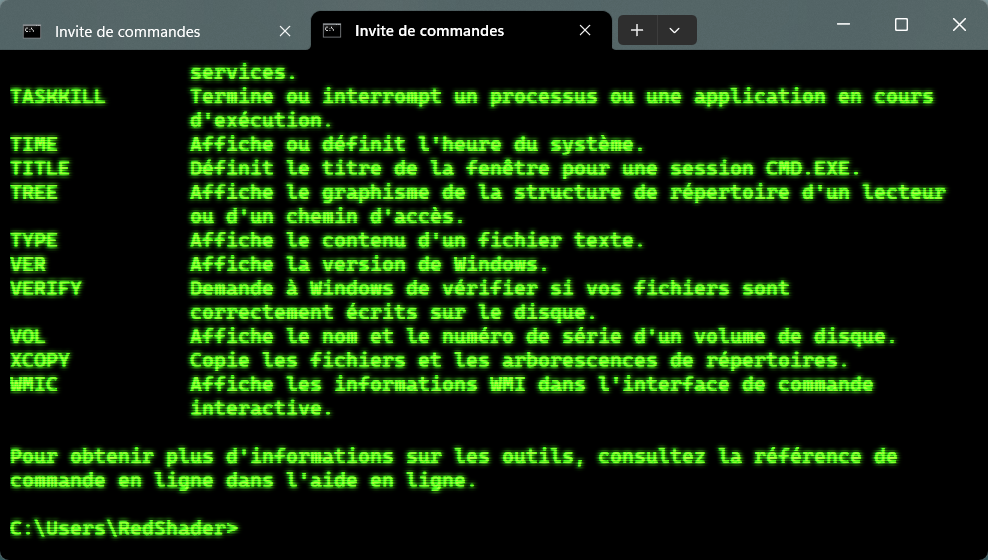 Invite de commandes
Invite de commandes
services.
TASKKILL Termine ou interrompt un processus ou une application en cours
d'exécution.
TIME Affiche ou définit l'heure du système.
TITLE Définit le titre de la fenêtre pour une session CMD.EXE.
TREE Affiche le graphisme de la structure de répertoire d'un lecteur
ou d'un chemin d'accès.
TYPE Affiche le contenu d'un fichier texte.
VER Affiche la version de Windows.
VERIFY Demande à Windows de vérifier si vos fichiers sont
correctement écrits sur le disque.
VOL Affiche le nom et le numéro de série d'un volume de disque.
XCOPY Copie les fichiers et les arborescences de répertoires.
WMIC Affiche les informations WMI dans l'interface de commande
interactive.
Pour obtenir plus d'informations sur les outils, consultez la référence de
commande en ligne dans l'aide en ligne.
C:\Users\RedShader>